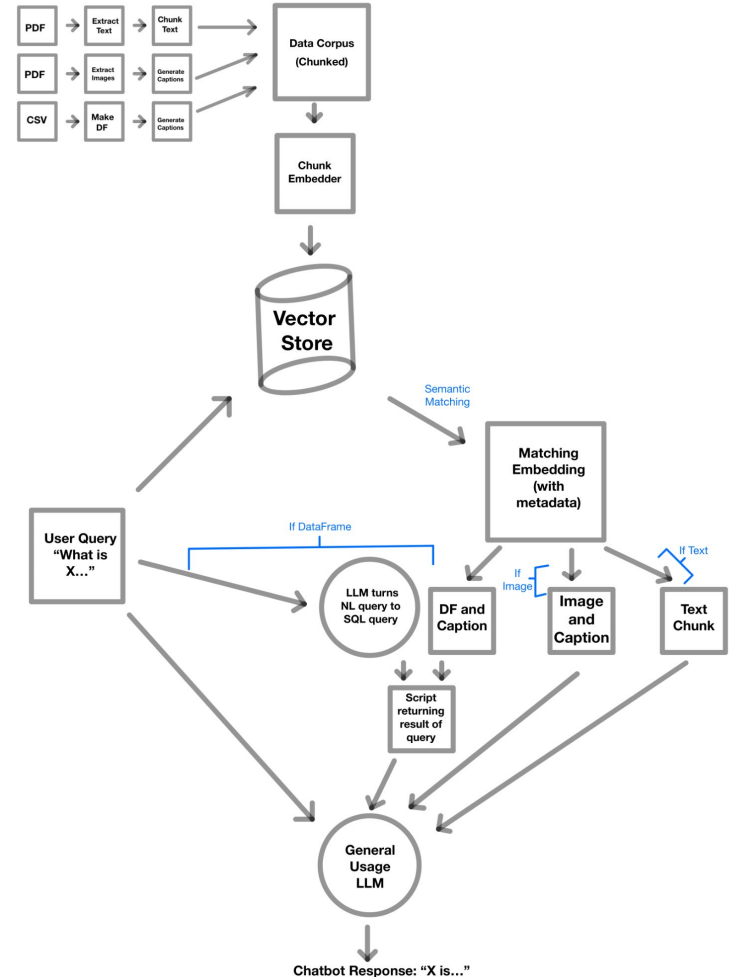 PDF
Extract
Text
Chunk
Text
PDF
Extract
Images
Generate
Captions
CSV
Make
DF
Generate
Captions
Data Corpus
(Chunked)
Chunk
Embedder
Vector
Store
Semantic
Matching
Matching
Embedding
(with
metadata)
User Query
“What is
X…”
If DataFrame
LLM turns
NL query to
SQL query
DF and
Caption
If
Image
Image
and
Caption
If Text
Text
Chunk
Script
returning
result of
query
General
Usage
LLM
Chatbot Response: “X is…”